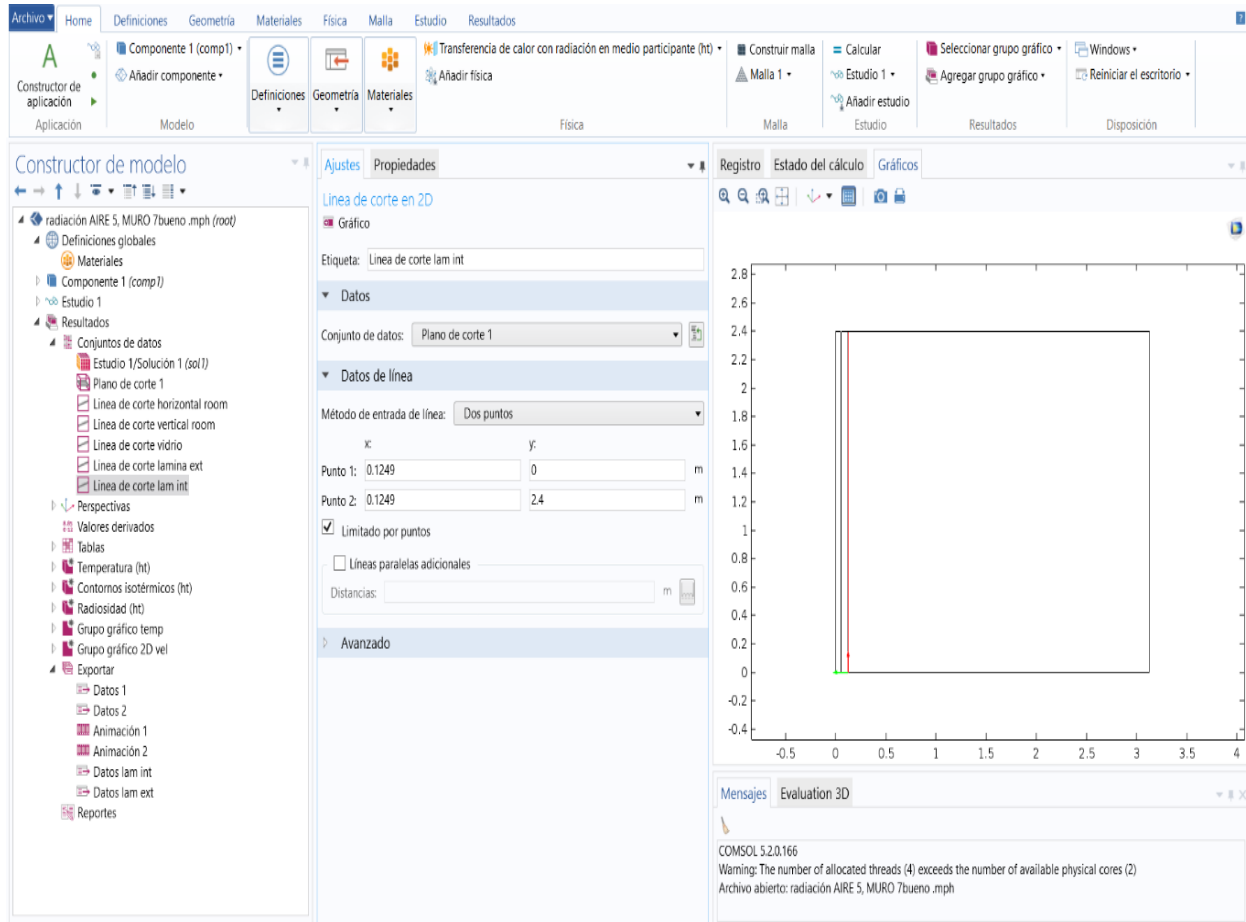 Archivo Home Definiciones Geometría Materiales Física Malla Estudio Resultados
A
Constructor de aplicación
Aplicación
Componente 1 (comp1)
Añadir componente
Modelo
Definiciones
Geometría
Materiales
Transferencia de calor con radiación en medio participante (ht)
Añadir física
Física
Construir malla
Malla 1
Malla
= Calcular
Estudio 1
Añadir estudio
Estudio
Seleccionar grupo gráfico
Agregar grupo gráfico
Resultados
Windows
Reiniciar el escritorio
Disposición
Constructor de modelo
radiación AIRE 5, MURO 7bueno .mph (root)
Definiciones globales
Materiales
Componente 1 (comp1)
Estudio 1
Resultados
Conjuntos de datos
Estudio 1/Solución 1 (sol1)
Plano de corte 1
Linea de corte horizontal room
Linea de corte vertical room
Linea de corte vidrio
Linea de corte lamina ext
Linea de corte lam int
Perspectivas
Valores derivados
Tablas
Temperatura (ht)
Contornos isotérmicos (ht)
Radiosidad (ht)
Grupo gráfico temp
Grupo gráfico 2D vel
Exportar
Datos 1
Datos 2
Animación 1
Animación 2
Datos lam int
Datos lam ext
Reportes
Ajustes Propiedades
Linea de corte en 2D
Gráfico
Etiqueta: Linea de corte lam int
Datos
Conjunto de datos: Plano de corte 1
Datos de línea
Método de entrada de línea: Dos puntos
x: y:
Punto 1: 0.1249 0 m
Punto 2: 0.1249 2.4 m
Limitado por puntos
Líneas paralelas adicionales
Distancias: m
Avanzado
Registro Estado del cálculo Gráficos
2.8
2.6
2.4
2.2
2
1.8
1.6
1.4
1.2
1
0.8
0.6
0.4
0.2
0
-0.2
-0.4
-0.5 0 0.5 1 1.5 2 2.5 3 3.5 4
Mensajes Evaluation 3D
COMSOL 5.2.0.166
Warning: The number of allocated threads (4) exceeds the number of available physical cores (2)
Archivo abierto: radiación AIRE 5, MURO 7bueno .mph